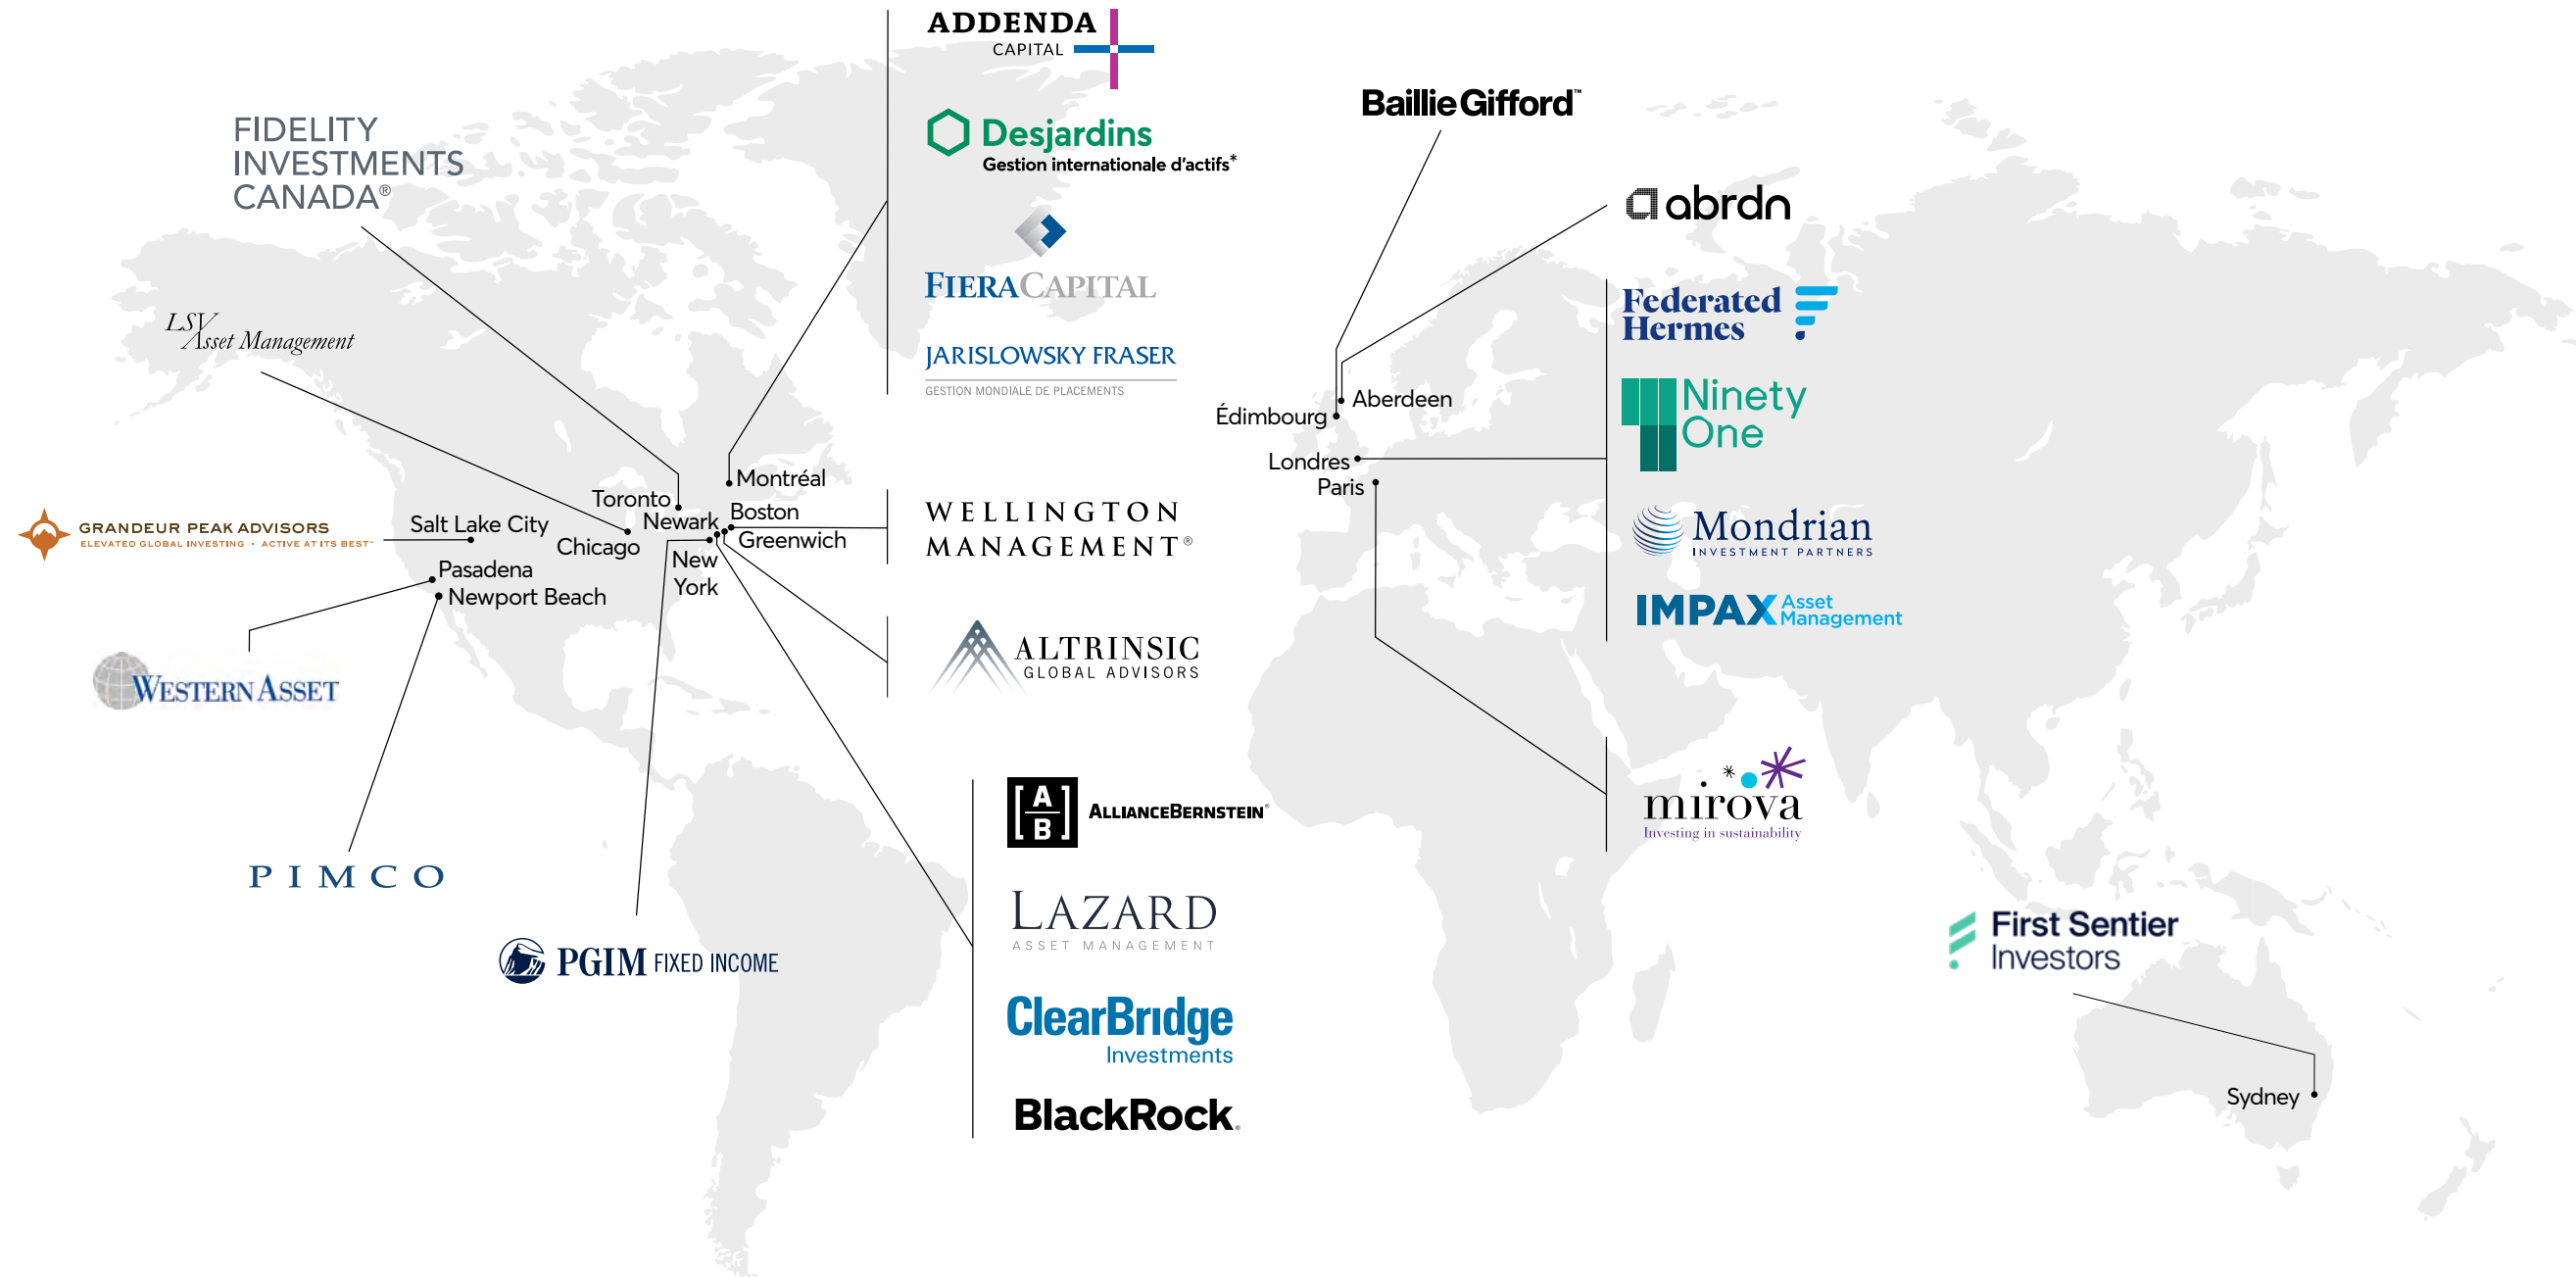 ADDENDA
CAPITAL
Desjardins
Gestion internationale d'actifs*
FIERACAPITAL
JARISLOWSKY FRASER
GESTION MONDIALE DE PLACEMENTS
FIDELITY
INVESTMENTS
CANADA®
LSV
Asset Management
Baillie Gifford™
abrdn
Federated
Hermes
Ninety
One
Mondrian
INVESTMENT PARTNERS
IMPAX Asset
Management
Aberdeen
Édimbourg
Londres
Paris
Montréal
Toronto
Boston
Newark
Greenwich
Chicago
New
York
Salt Lake City
Pasadena
Newport Beach
GRANDEUR PEAK ADVISORS
ELEVATED GLOBAL INVESTING • ACTIVE AT ITS BEST™
WELLINGTON
MANAGEMENT®
ALTRINSIC
GLOBAL ADVISORS
WESTERN ASSET
PIMCO
PGIM FIXED INCOME
A
B
ALLIANCEBERNSTEIN®
LAZARD
ASSET MANAGEMENT
ClearBridge
Investments
BlackRock®
mirova
Investing in sustainability
First Sentier
Investors
Sydney